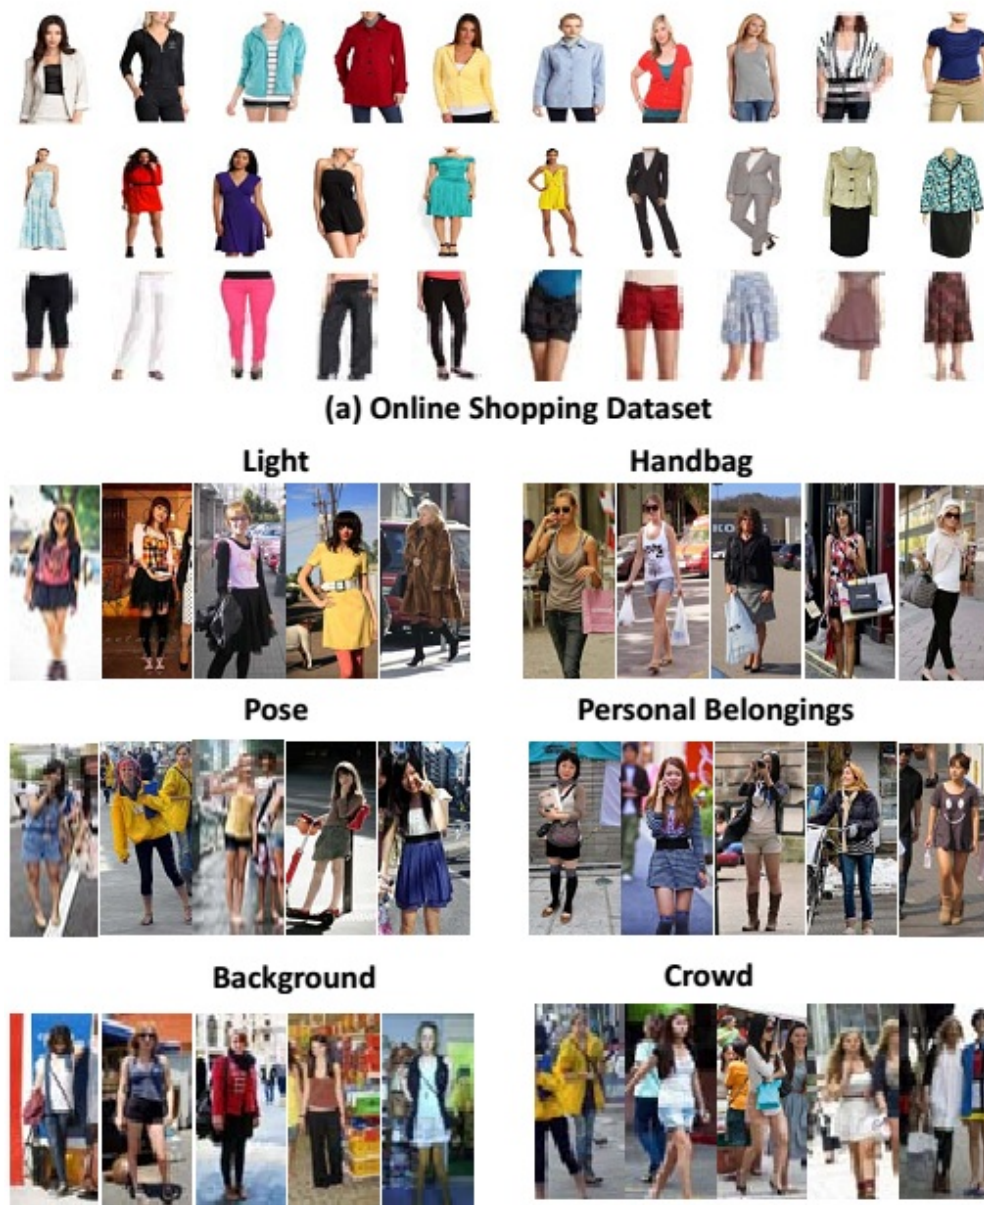 (a) Online Shopping Dataset
Light
Handbag
Pose
Personal Belongings
Background
Crowd